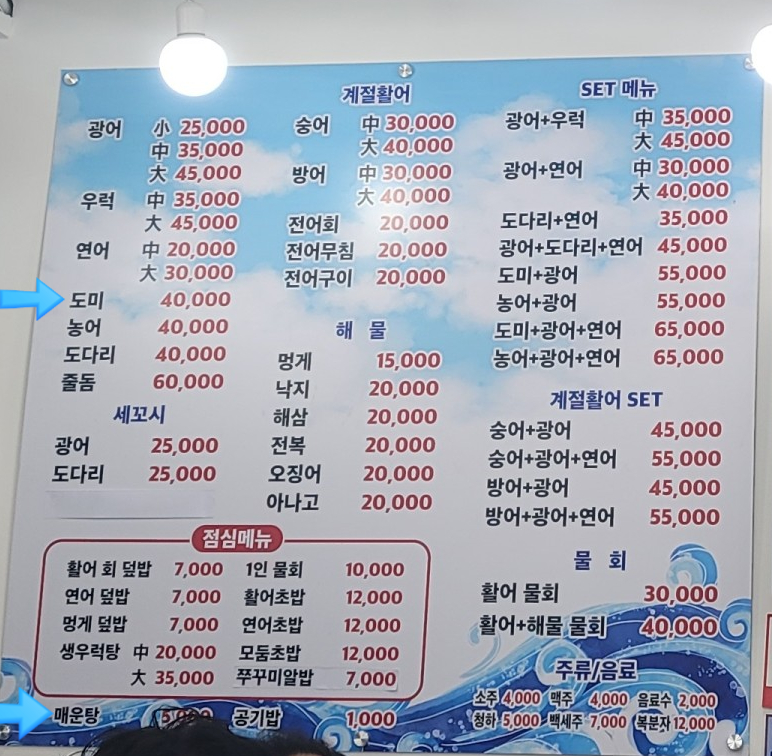 광어 小 25,000
中 35,000
大 45,000
우럭 中 35,000
大 45,000
연어 中 20,000
大 30,000
도미 40,000
농어 40,000
도다리 40,000
줄돔 60,000
세꼬시
광어 25,000
도다리 25,000
계절활어
숭어 中 30,000
大 40,000
방어 中 30,000
大 40,000
전어회 20,000
전어무침 20,000
전어구이 20,000
해 물
멍게 15,000
낙지 20,000
해삼 20,000
전복 20,000
오징어 20,000
아나고 20,000
SET 메뉴
광어+우럭 中 35,000
大 45,000
광어+연어 中 30,000
大 40,000
도다리+연어 35,000
광어+도다리+연어 45,000
도미+광어 55,000
농어+광어 55,000
도미+광어+연어 65,000
농어+광어+연어 65,000
계절활어 SET
숭어+광어 45,000
숭어+광어+연어 55,000
방어+광어 45,000
방어+광어+연어 55,000
물 회
활어 물회 30,000
활어+해물 물회 40,000
점심메뉴
활어 회 덮밥 7,000 1인 물회 10,000
연어 덮밥 7,000 활어초밥 12,000
멍게 덮밥 7,000 연어초밥 12,000
생우럭탕 中 20,000 모둠초밥 12,000
大 35,000 쭈꾸미알밥 7,000
매운탕 5,000 공기밥 1,000
주류/음료
소주 4,000 맥주 4,000 음료수 2,000
청하 5,000 백세주 7,000 복분자 12,000